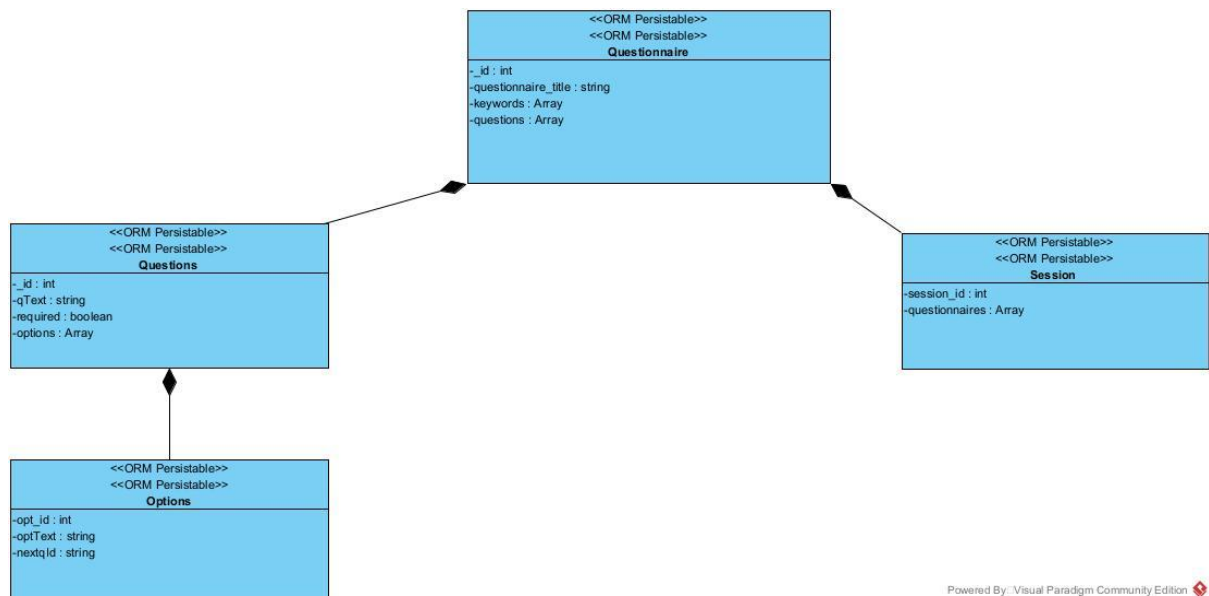 <<ORM Persistable>>
<<ORM Persistable>>
Questionnaire
-_id : int
-questionnaire_title : string
-keywords : Array
-questions : Array
<<ORM Persistable>>
<<ORM Persistable>>
Questions
-_id : int
-qText : string
-required : boolean
-options : Array
<<ORM Persistable>>
<<ORM Persistable>>
Session
-session_id : int
-questionnaires : Array
<<ORM Persistable>>
<<ORM Persistable>>
Options
-opt_id : int
-optText : string
-nextqId : string
Powered By Visual Paradigm Community Edition